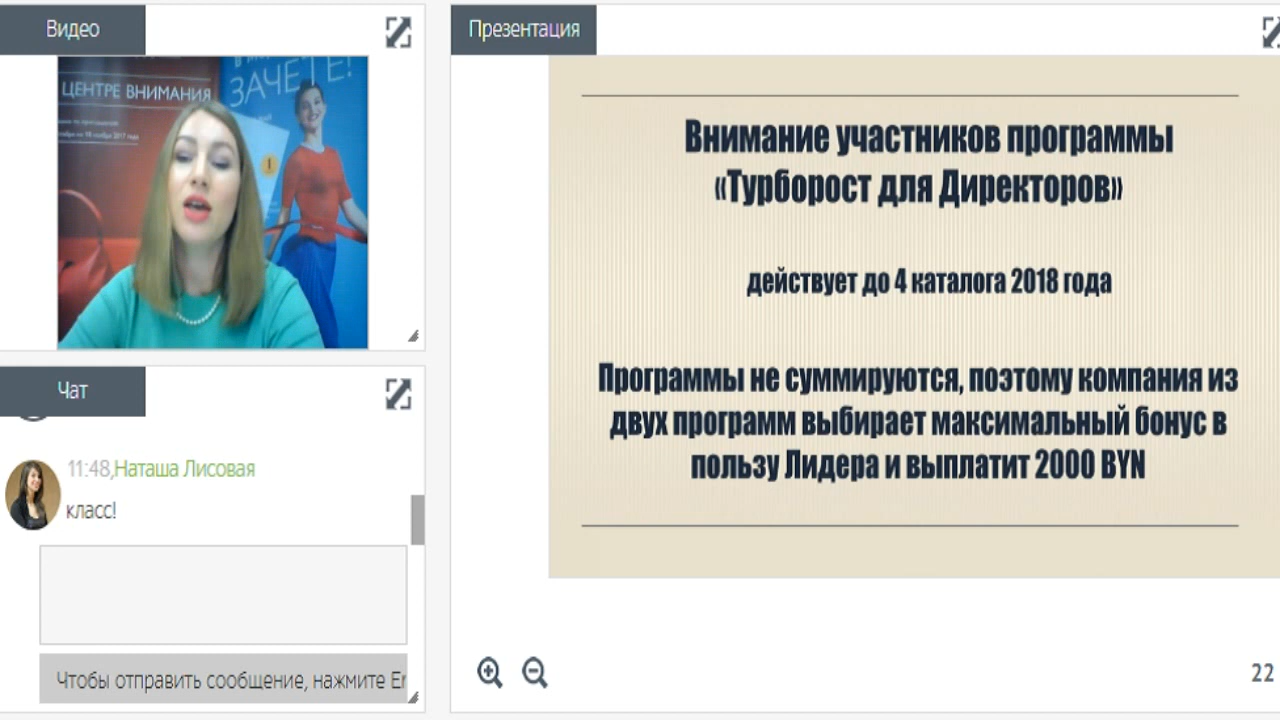 Видео
ЦЕНТРЕ ВНИМАНИЯ
ЗАЧЕТЕ!
Чат
11:48,Наташа Лисовая
класс!
Чтобы отправить сообщение, нажмите
Презентация
Внимание участников программы
«Турборост для Директоров»
действует до 4 каталога 2018 года
Программы не суммируются, поэтому компания из
двух программ выбирает максимальный бонус в
пользу Лидера и выплатит 2000 BYN
22